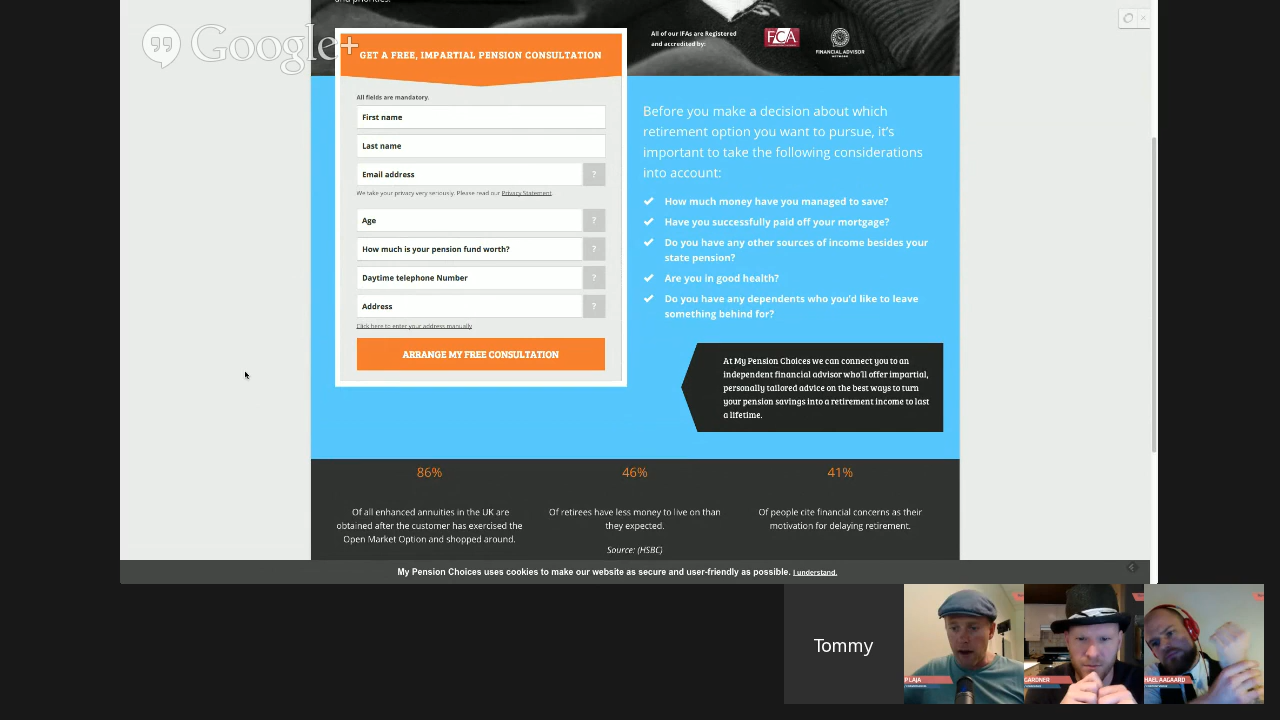 and priorities.
Google+
GET A FREE, IMPARTIAL PENSION CONSULTATION
All fields are mandatory.
First name
Last name
Email address
?
We take your privacy very seriously. Please read our Privacy Statement
Age
?
How much is your pension fund worth?
?
Daytime telephone Number
?
Address
?
Click here to enter your address manually
ARRANGE MY FREE CONSULTATION
All of our IFAs are Registered
and accredited by:
FCA
FINANCIAL ADVISOR
NETWORK
Before you make a decision about which
retirement option you want to pursue, it's
important to take the following considerations
into account:
How much money have you managed to save?
Have you successfully paid off your mortgage?
Do you have any other sources of income besides your
state pension?
Are you in good health?
Do you have any dependents who you'd like to leave
something behind for?
At My Pension Choices we can connect you to an
independent financial advisor who'll offer impartial,
personally tailored advice on the best ways to turn
your pension savings into a retirement income to last
a lifetime.
86%
Of all enhanced annuities in the UK are
obtained after the customer has exercised the
Open Market Option and shopped around.
46%
Of retirees have less money to live on than
they expected.
Source: (HSBC)
41%
Of people cite financial concerns as their
motivation for delaying retirement.
My Pension Choices uses cookies to make our website as secure and user-friendly as possible. I understand.
Tommy
P LAJA
GARDNER
HAEL AAGAARD